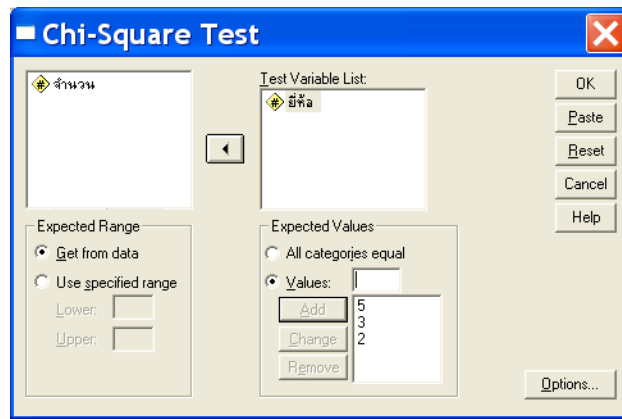 Chi-Square Test
จำนวน
Test Variable List:
ยี่ห้อ
OK
Paste
Reset
Cancel
Help
Expected Range
Get from data
Use specified range
Lower:
Upper:
Expected Values
All categories equal
Values:
Add
Change
Remove
5
3
2
Options...